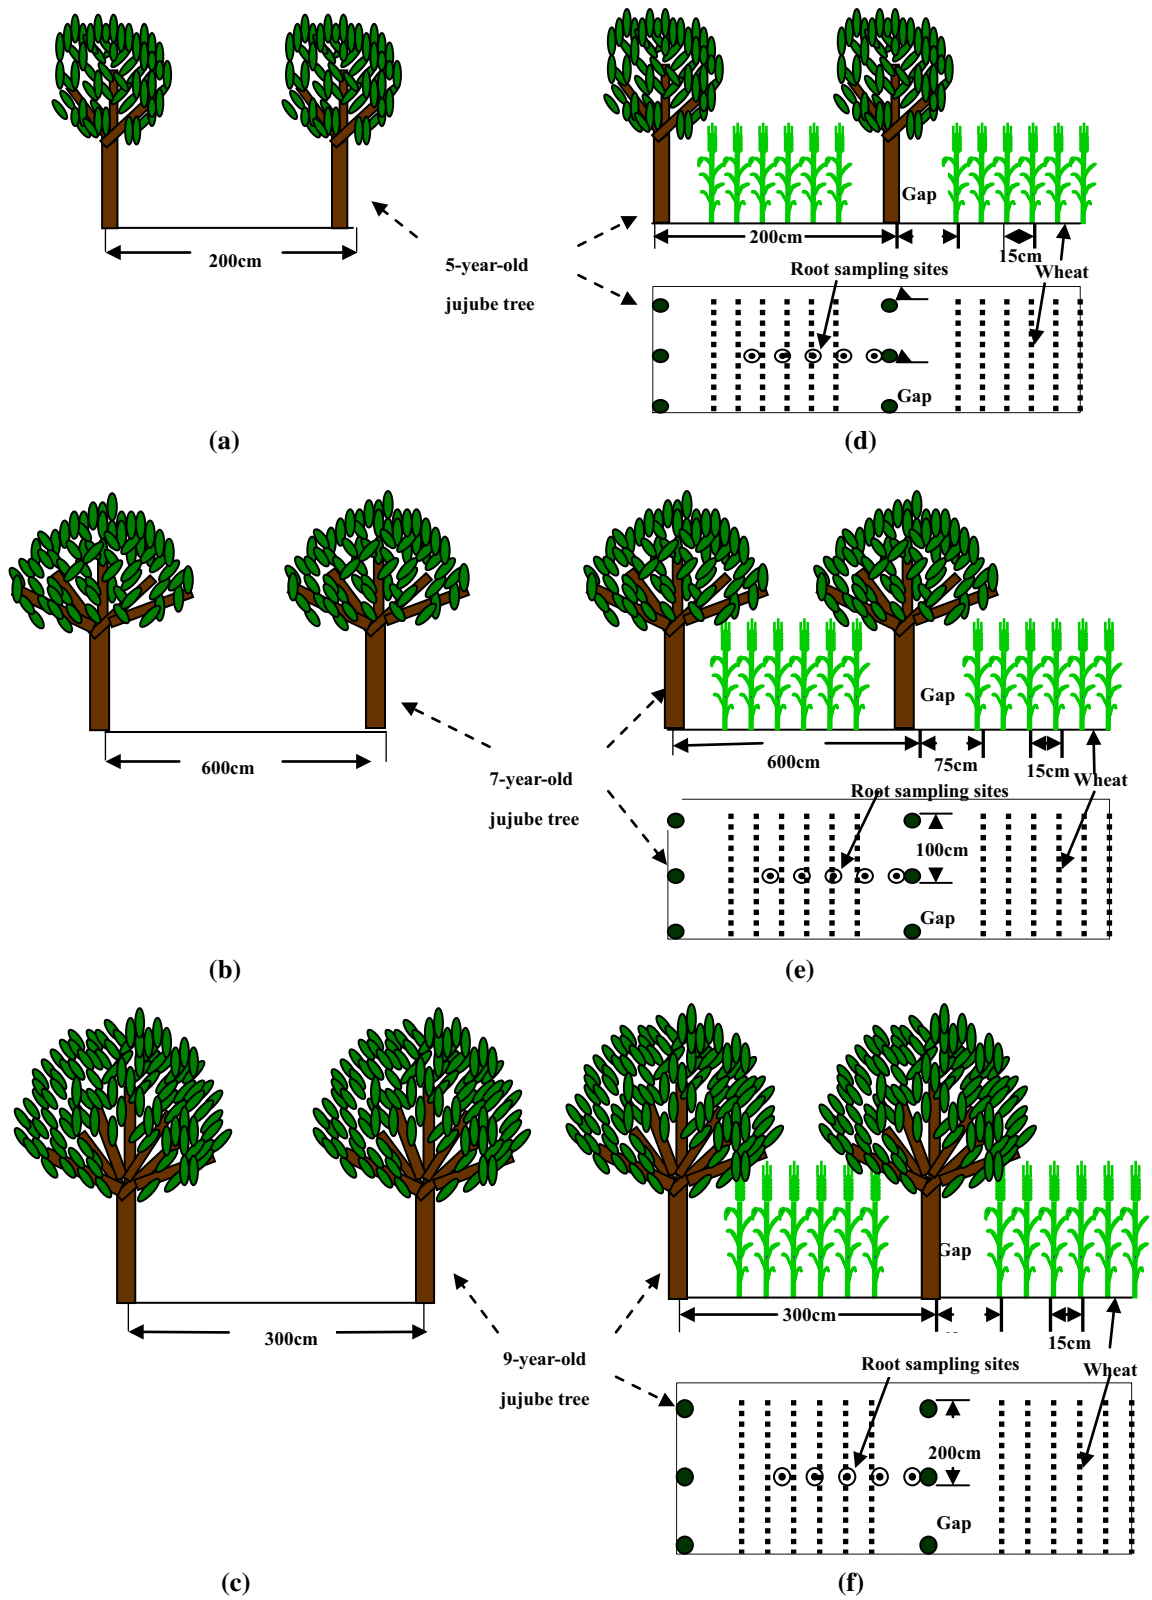 Gap
200cm
200cm
15cm
5-year-old
jujube tree
Root sampling sites
Wheat
Gap
(a)
(d)
Gap
600cm
600cm
75cm
15cm
7-year-old
jujube tree
Wheat
Root sampling sites
100cm
Gap
(b)
(e)
Gap
300cm
300cm
15cm
9-year-old
jujube tree
Root sampling sites
Wheat
200cm
Gap
(c)
(f)